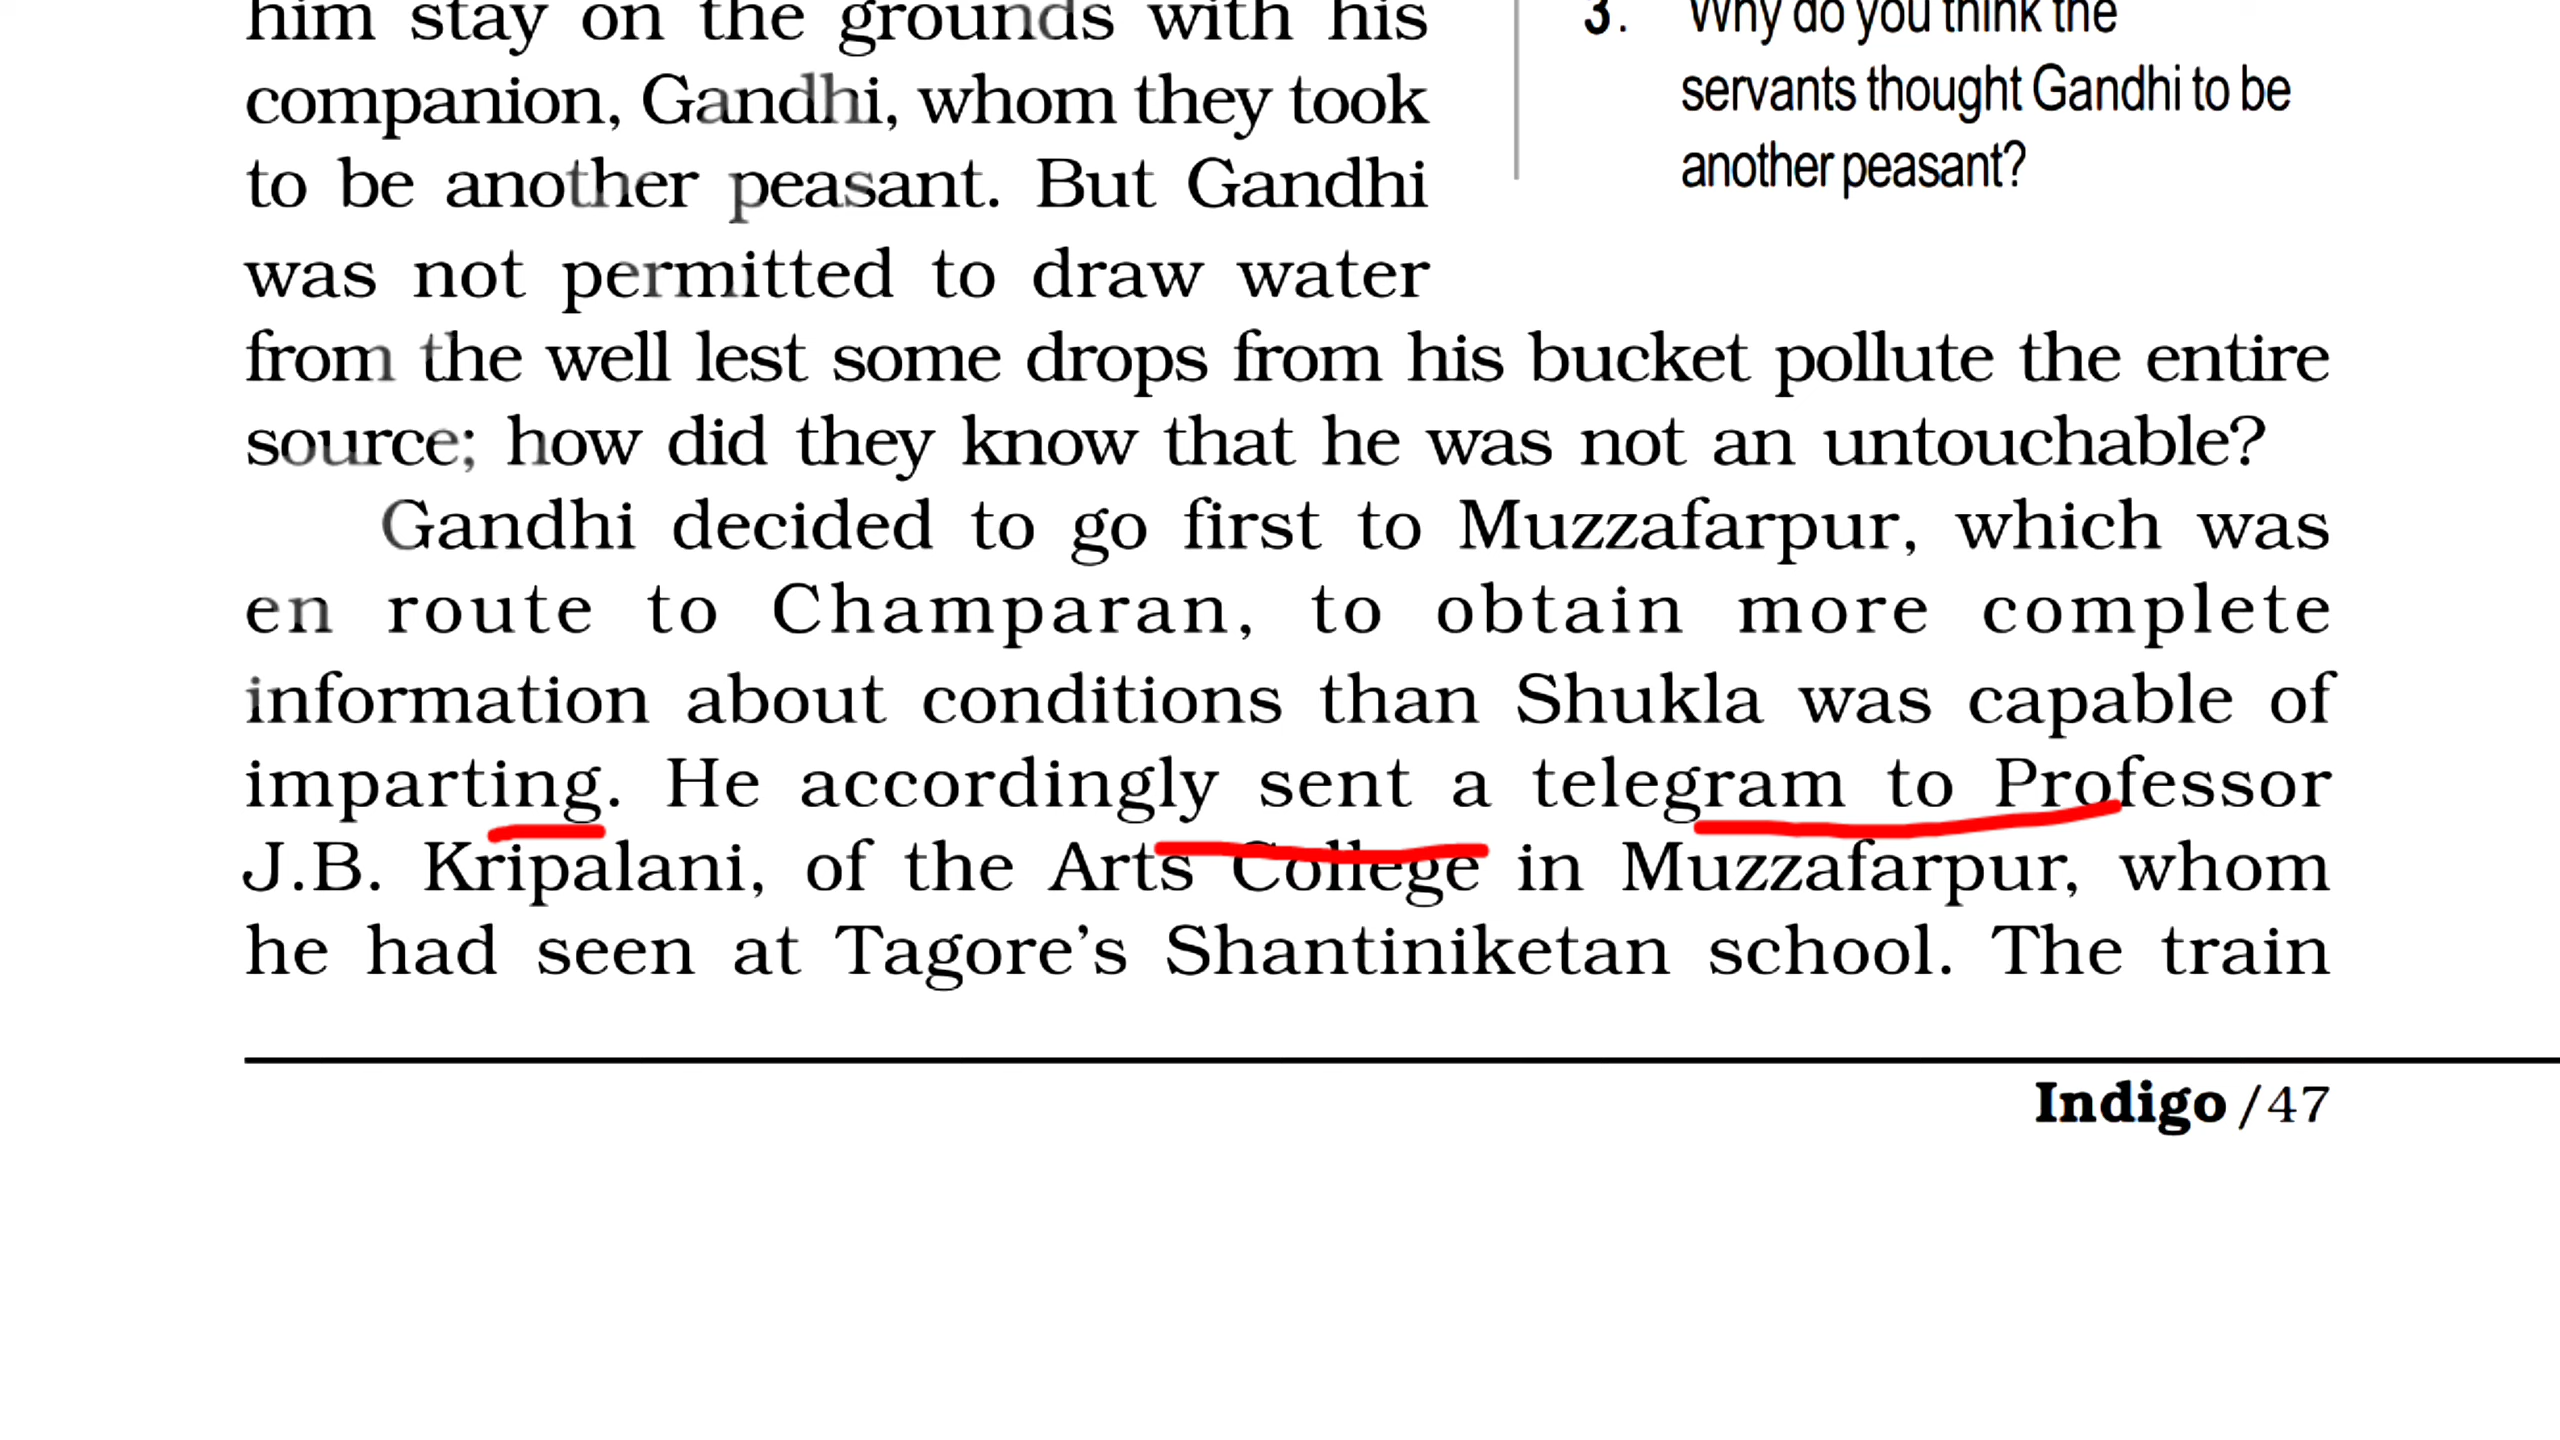 him stay on the grounds with his
companion, Gandhi, whom they took
to be another peasant. But Gandhi
was not permitted to draw water
from the well lest some drops from his bucket pollute the entire
source; how did they know that he was not an untouchable?
Gandhi decided to go first to Muzzafarpur, which was
en route to Champaran, to obtain more complete
information about conditions than Shukla was capable of
imparting. He accordingly sent a telegram to Professor
J.B. Kripalani, of the Arts College in Muzzafarpur, whom
he had seen at Tagore’s Shantiniketan school. The train
3. Why do you think the
servants thought Gandhi to be
another peasant?
Indigo /47